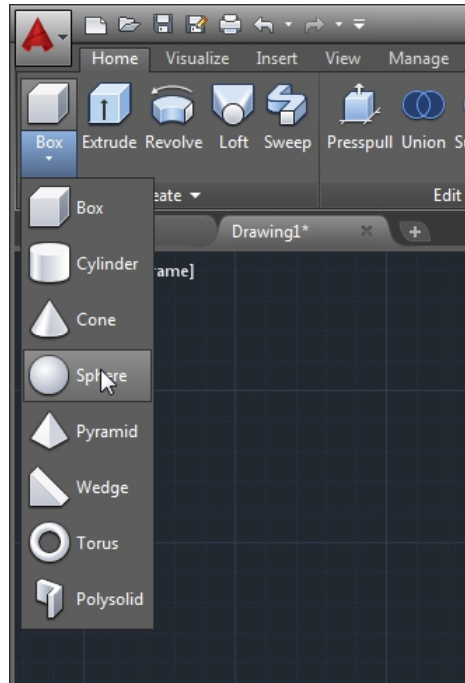 Home Visualize Insert View Manage
Box Extrude Revolve Loft Sweep Presspull Union
eate Edit
Box
Drawing1*
Cylinder
rame]
Cone
Sphere
Pyramid
Wedge
Torus
Polysolid